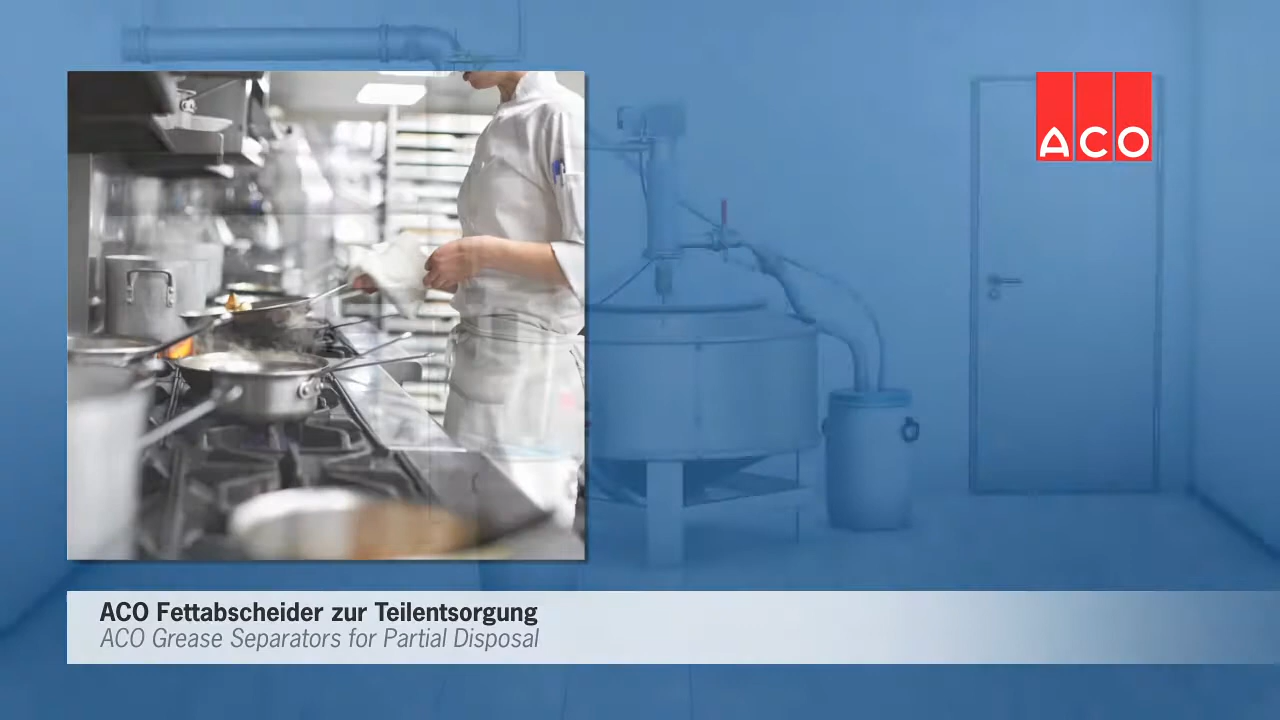 ACO
ACO Fettabscheider zur Teilentsorgung
ACO Grease Separators for Partial Disposal